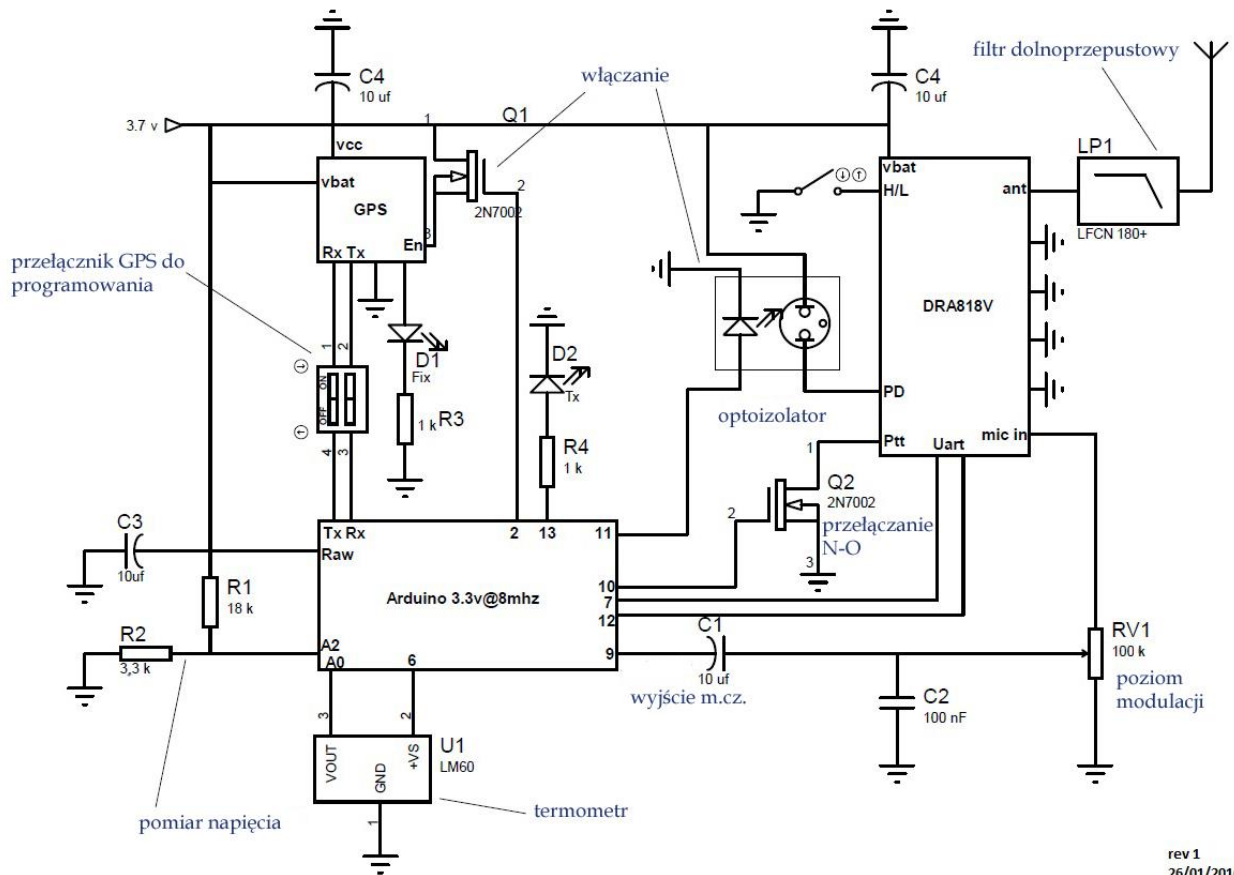 filtr dolnoprzepustowy
C4
10 uf
włączanie
C4
10 uf
3.7 v
1
Q1
LP1
vcc
vbat
GPS
En
Rx Tx
2
2N7002
vbat
H/L
ant
LFCN 180+
przełącznik GPS do
programowania
DRA818V
1
2
ON
OFF
D1
Fix
D2
Tx
1 k
R3
R4
1 k
optoizolator
PD
Ptt
Uart
mic in
4
3
1
Q2
2N7002
2
przełączanie
N-O
3
C3
10uf
Tx Rx
2
13
11
Raw
R1
18 k
Arduino 3.3v@8mhz
10
7
12
R2
3,3 k
A2
A0
6
9
C1
10 uf
wyjście m.cz.
RV1
100 k
poziom
modulacji
C2
100 nF
3
2
VOUT
GND
+VS
U1
LM60
1
pomiar napięcia
termometr
rev 1